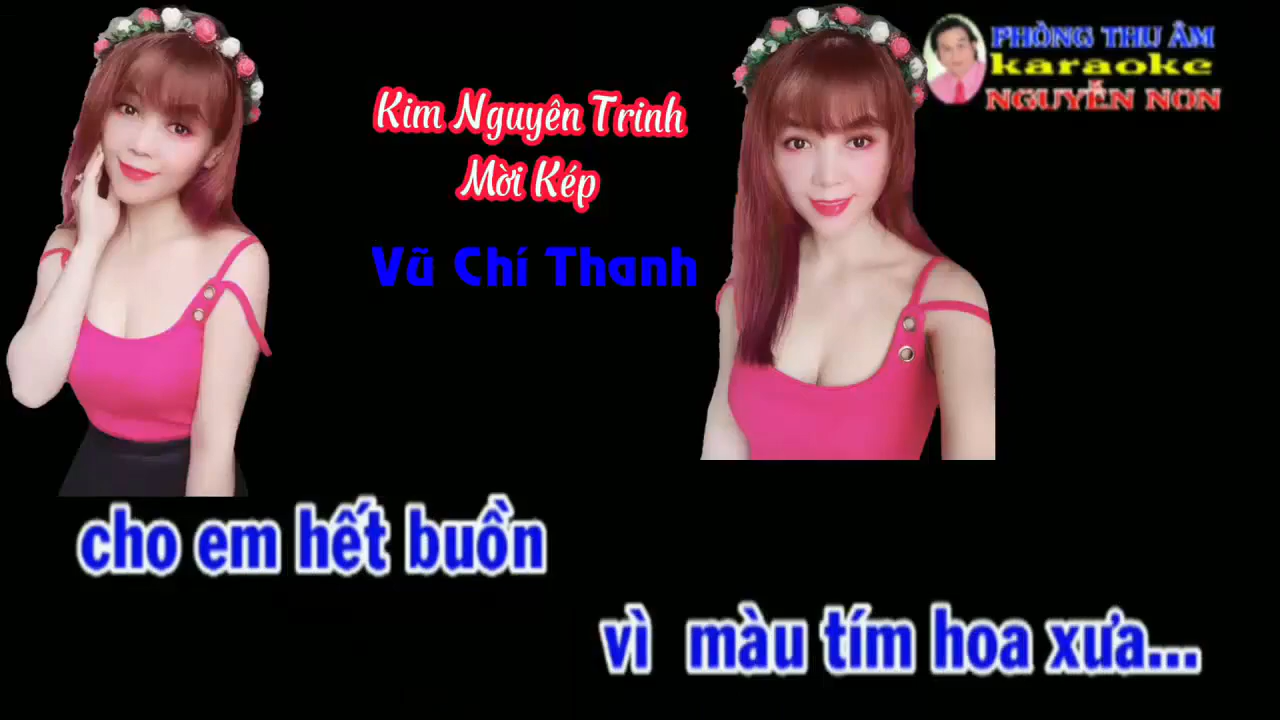 PHÒNG THU ÂM
karaoke
NGUYỄN NON
Kim Nguyên Trinh
Mời Kép
Vũ Chí Thanh
cho em hết buồn
vì màu tím hoa xưa...